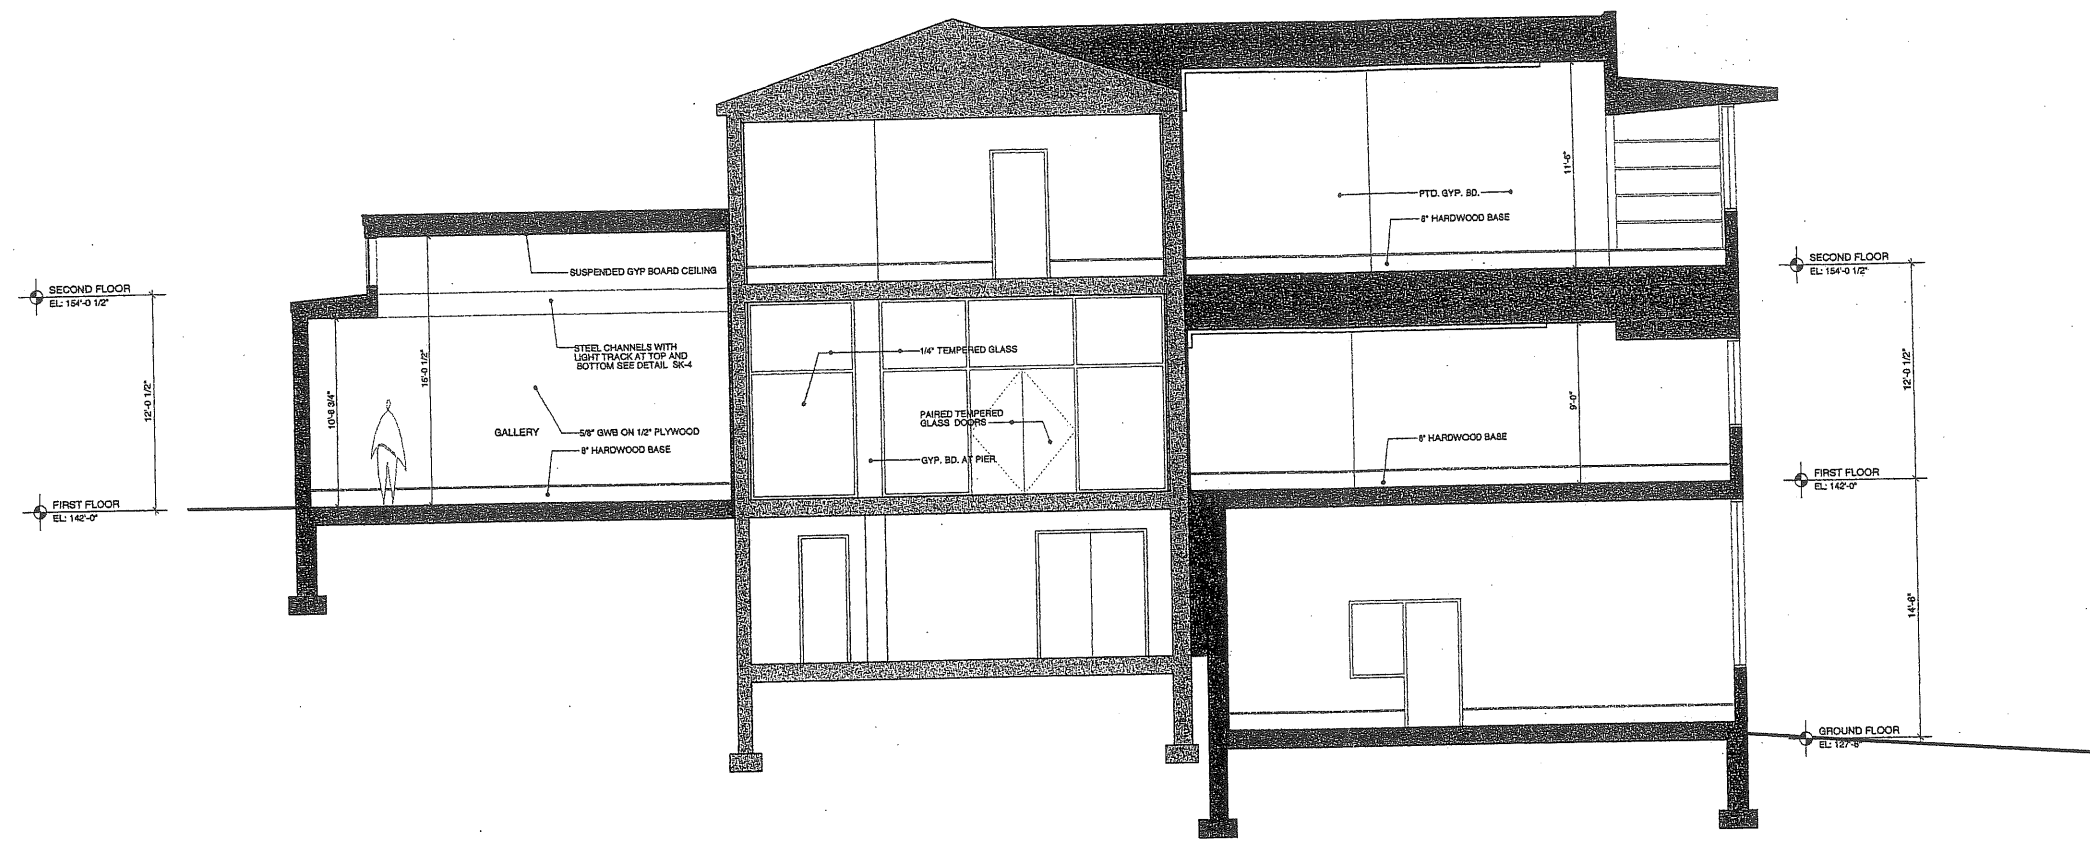 SECOND FLOOR
EL: 154'-0 1/2"
12'-0 1/2"
FIRST FLOOR
EL: 142'-0"
10'-8 3/4"
15'-0 1/2"
SUSPENDED GYP BOARD CEILING
STEEL CHANNELS WITH
LIGHT TRACK AT TOP AND
BOTTOM SEE DETAIL SK-4
GALLERY
5/8" GWB ON 1/2" PLYWOOD
8" HARDWOOD BASE
1/4" TEMPERED GLASS
PAIRED TEMPERED
GLASS DOORS
GYP. BD. AT PIER.
11'-6"
PTD. GYP. BD.
8" HARDWOOD BASE
9'-0"
8" HARDWOOD BASE
SECOND FLOOR
EL: 154'-0 1/2"
12'-0 1/2"
FIRST FLOOR
EL: 142'-0"
14'-6"
GROUND FLOOR
EL: 127'-6"